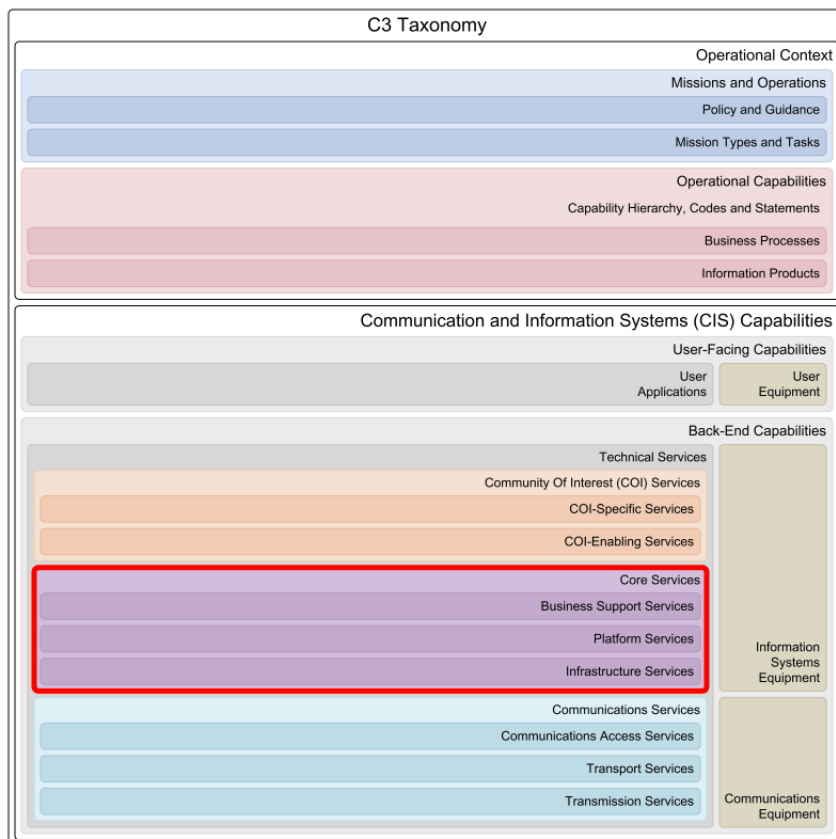 C3 Taxonomy
Operational Context
Missions and Operations
Policy and Guidance
Mission Types and Tasks
Operational Capabilities
Capability Hierarchy, Codes and Statements
Business Processes
Information Products
Communication and Information Systems (CIS) Capabilities
User-Facing Capabilities
User
Applications
User
Equipment
Back-End Capabilities
Technical Services
Community Of Interest (COI) Services
COI-Specific Services
COI-Enabling Services
Core Services
Business Support Services
Platform Services
Infrastructure Services
Information
Systems
Equipment
Communications Services
Communications Access Services
Transport Services
Transmission Services
Communications
Equipment